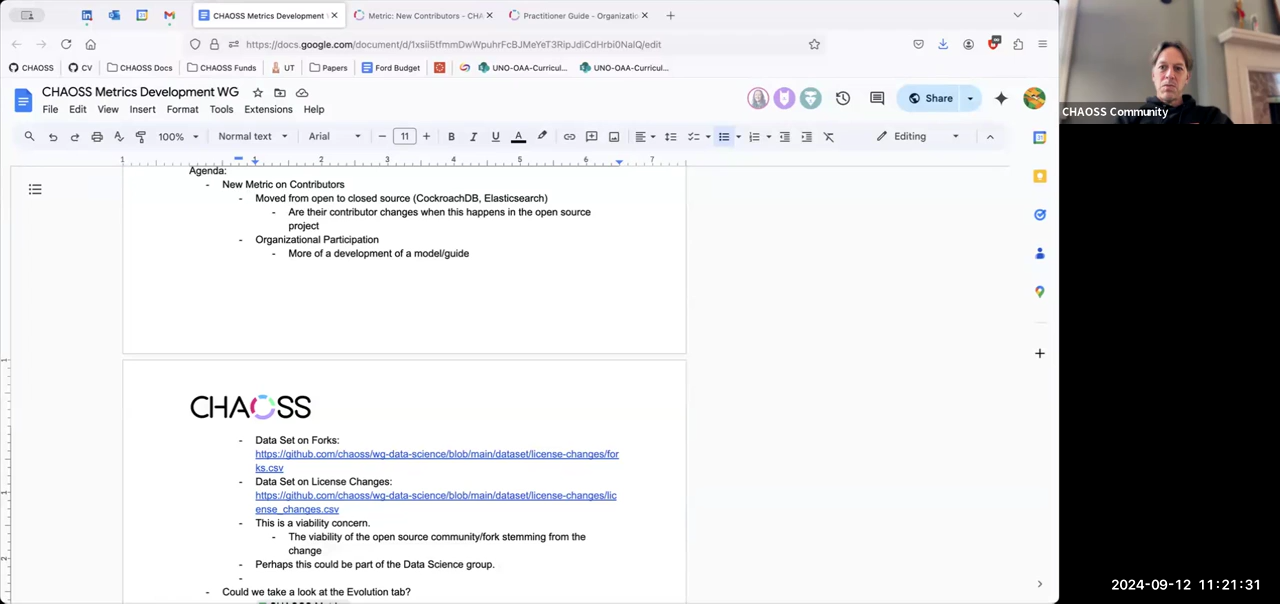 CHAOSS Metrics Development
Metric: New Contributors - CHA
Practitioner Guide - Organizatio
https://docs.google.com/document/d/1xsii5tfmmDwWpuhrFcBJMeYeT3RipJdiCdHrbi0NalQ/edit
CHAOSS
CV
CHAOSS Docs
CHAOSS Funds
UT
Papers
Ford Budget
UNO-OAA-Curricul...
UNO-OAA-Curricul...
CHAOSS Metrics Development WG
File Edit View Insert Format Tools Extensions Help
Share
100% Normal text Arial 11 B I U A Editing
1 1 2 3 4 5 6 7
Agenda:
- New Metric on Contributors
- Moved from open to closed source (CockroachDB, Elasticsearch)
- Are their contributor changes when this happens in the open source
project
- Organizational Participation
- More of a development of a model/guide
CHAOSS
- Data Set on Forks:
https://github.com/chaoss/wg-data-science/blob/main/dataset/license-changes/for
ks.csv
- Data Set on License Changes:
https://github.com/chaoss/wg-data-science/blob/main/dataset/license-changes/lic
ense_changes.csv
- This is a viability concern.
- The viability of the open source community/fork stemming from the
change
- Perhaps this could be part of the Data Science group.
-
- Could we take a look at the Evolution tab?
CHAOSS Community
2024-09-12 11:21:31